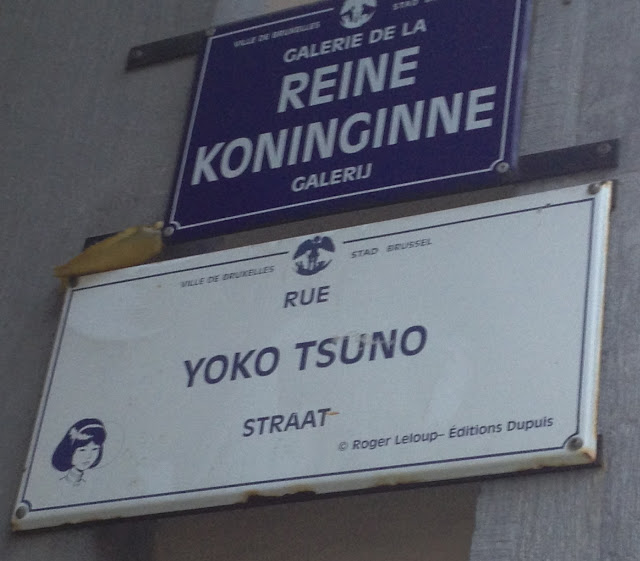 VILLE DE BRUXELLES STAD
GALERIE DE LA
REINE
KONINGINNE
GALERIJ
VILLE DE BRUXELLES STAD BRUSSEL
RUE
YOKO TSUNO
STRAAT
© Roger Leloup– Éditions Dupuis